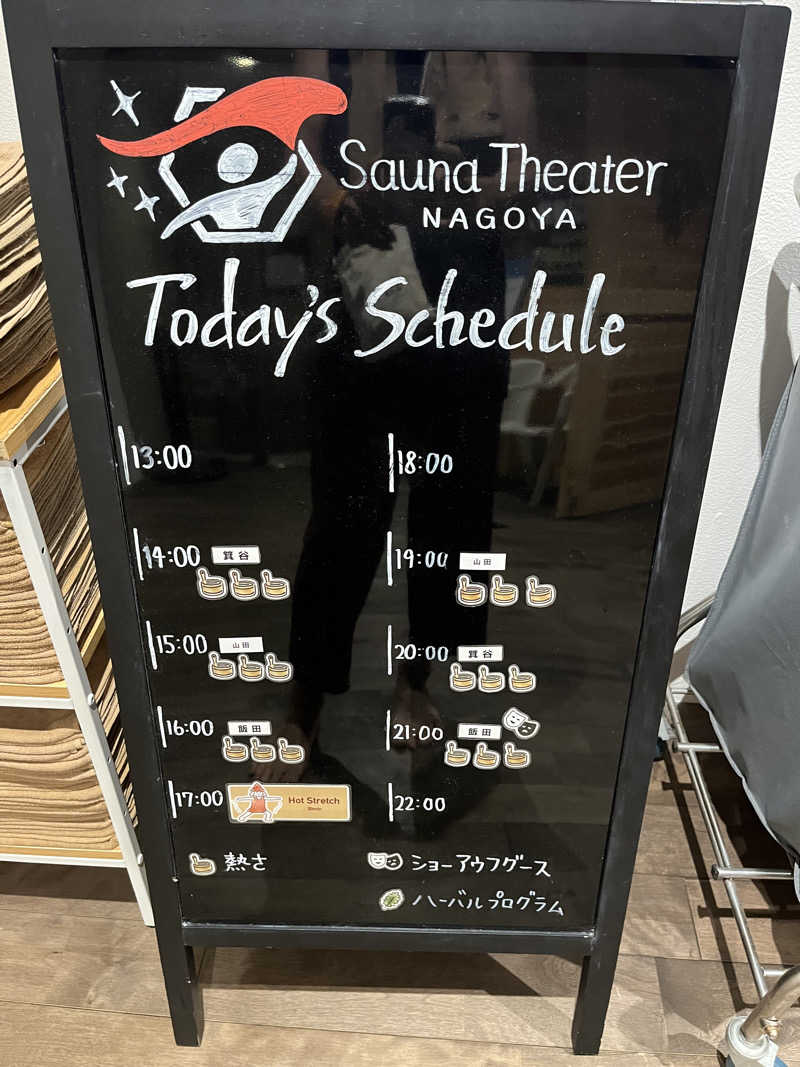 Sauna Theater
NAGOYA
Today's Schedule
13:00
14:00 箕谷
15:00 山田
16:00 飯田
17:00 Hot Stretch
18:00
19:00 山田
20:00 箕谷
21:00 飯田
22:00
熱さ
ショーアウフグース
ハーバルプログラム